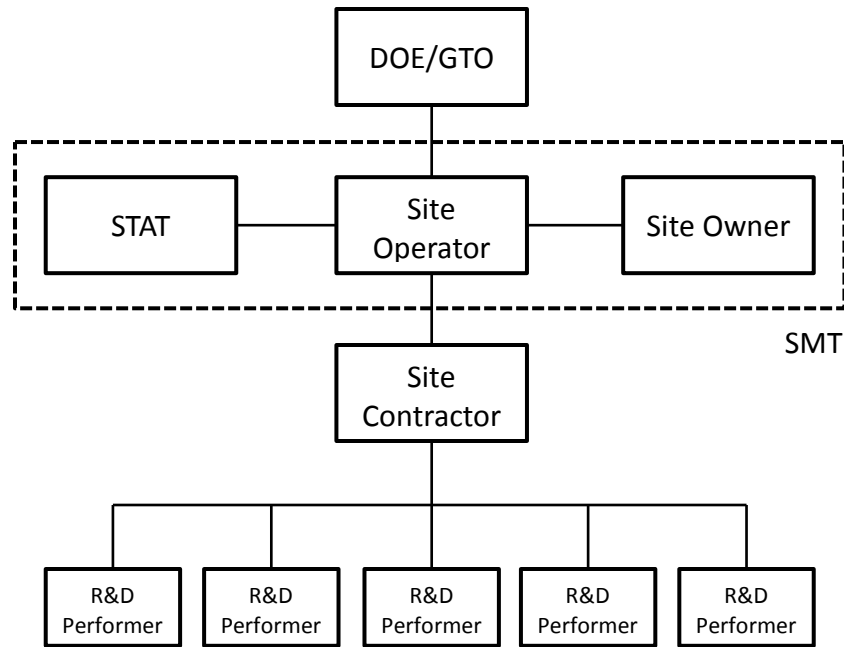 DOE/GTO
STAT
Site
Operator
Site Owner
SMT
Site
Contractor
R&D
Performer
R&D
Performer
R&D
Performer
R&D
Performer
R&D
Performer